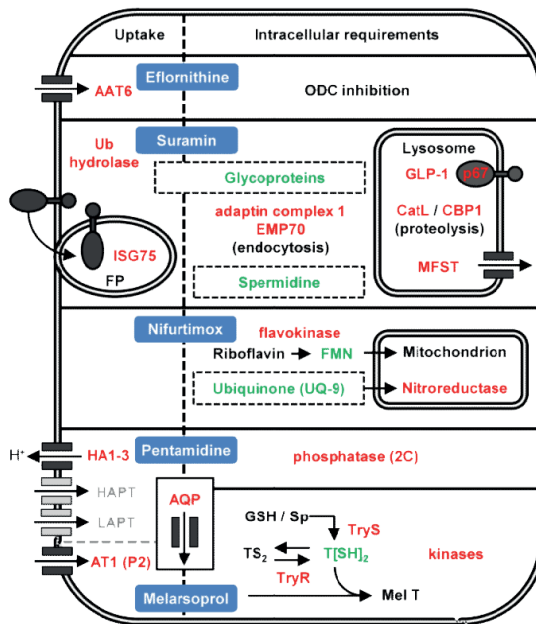 Uptake
Intracellular requirements
Eflornithine
AAT6
ODC inhibition
Ub
hydrolase
Suramin
Glycoproteins
adaptin complex 1
EMP70
(endocytosis)
Spermidine
ISG75
FP
Lysosome
GLP-1
p67
CatL / CBP1
(proteolysis)
MFST
Nifurtimox
flavokinase
Riboflavin
FMN
Mitochondrion
Ubiquinone (UQ-9)
Nitroreductase
Pentamidine
H+
HA1-3
phosphatase (2C)
HAPT
LAPT
AT1 (P2)
AQP
GSH / Sp
TryS
TS2
T[SH]2
TryR
kinases
Melarsoprol
Mel T